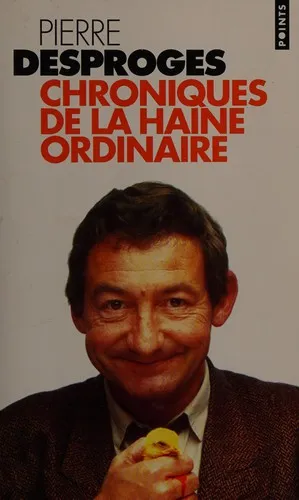 PIERRE
DESPROGES
CHRONIQUES
DE LA HAINE
ORDINAIRE
POINTS